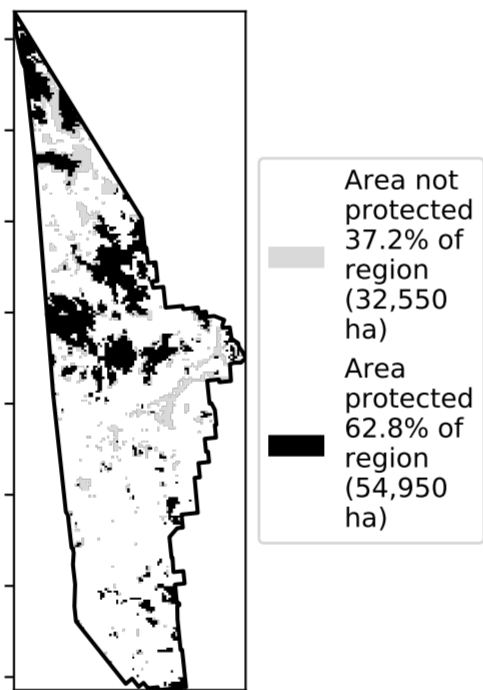 Area not
protected
37.2% of
region
(32,550
ha)
Area
protected
62.8% of
region
(54,950
ha)